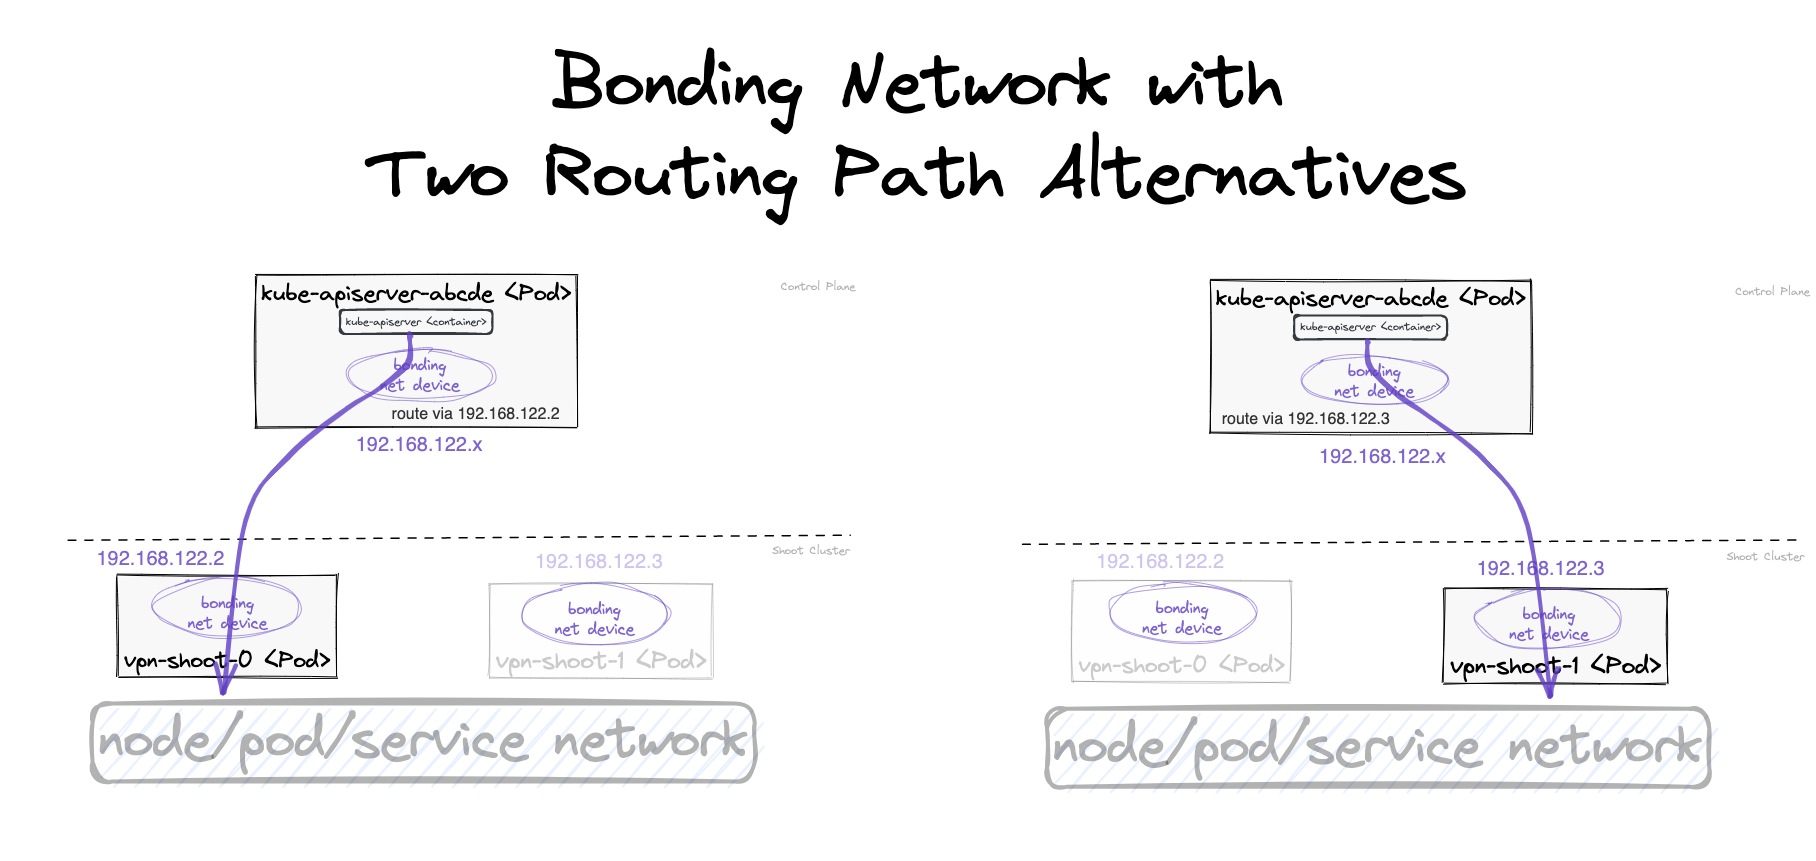 Bonding Network with
Two Routing Path Alternatives
Control Plane
kube-apiserver-abcde <Pod>
kube-apiserver <container>
bonding
net device
route via 192.168.122.2
192.168.122.x
Shoot Cluster
192.168.122.2
bonding
net device
vpn-shoot-0 <Pod>
192.168.122.3
bonding
net device
vpn-shoot-1 <Pod>
node/pod/service network
Control Plane
kube-apiserver-abcde <Pod>
kube-apiserver <container>
bonding
net device
route via 192.168.122.3
192.168.122.x
Shoot Cluster
192.168.122.2
bonding
net device
vpn-shoot-0 <Pod>
192.168.122.3
bonding
net device
vpn-shoot-1 <Pod>
node/pod/service network